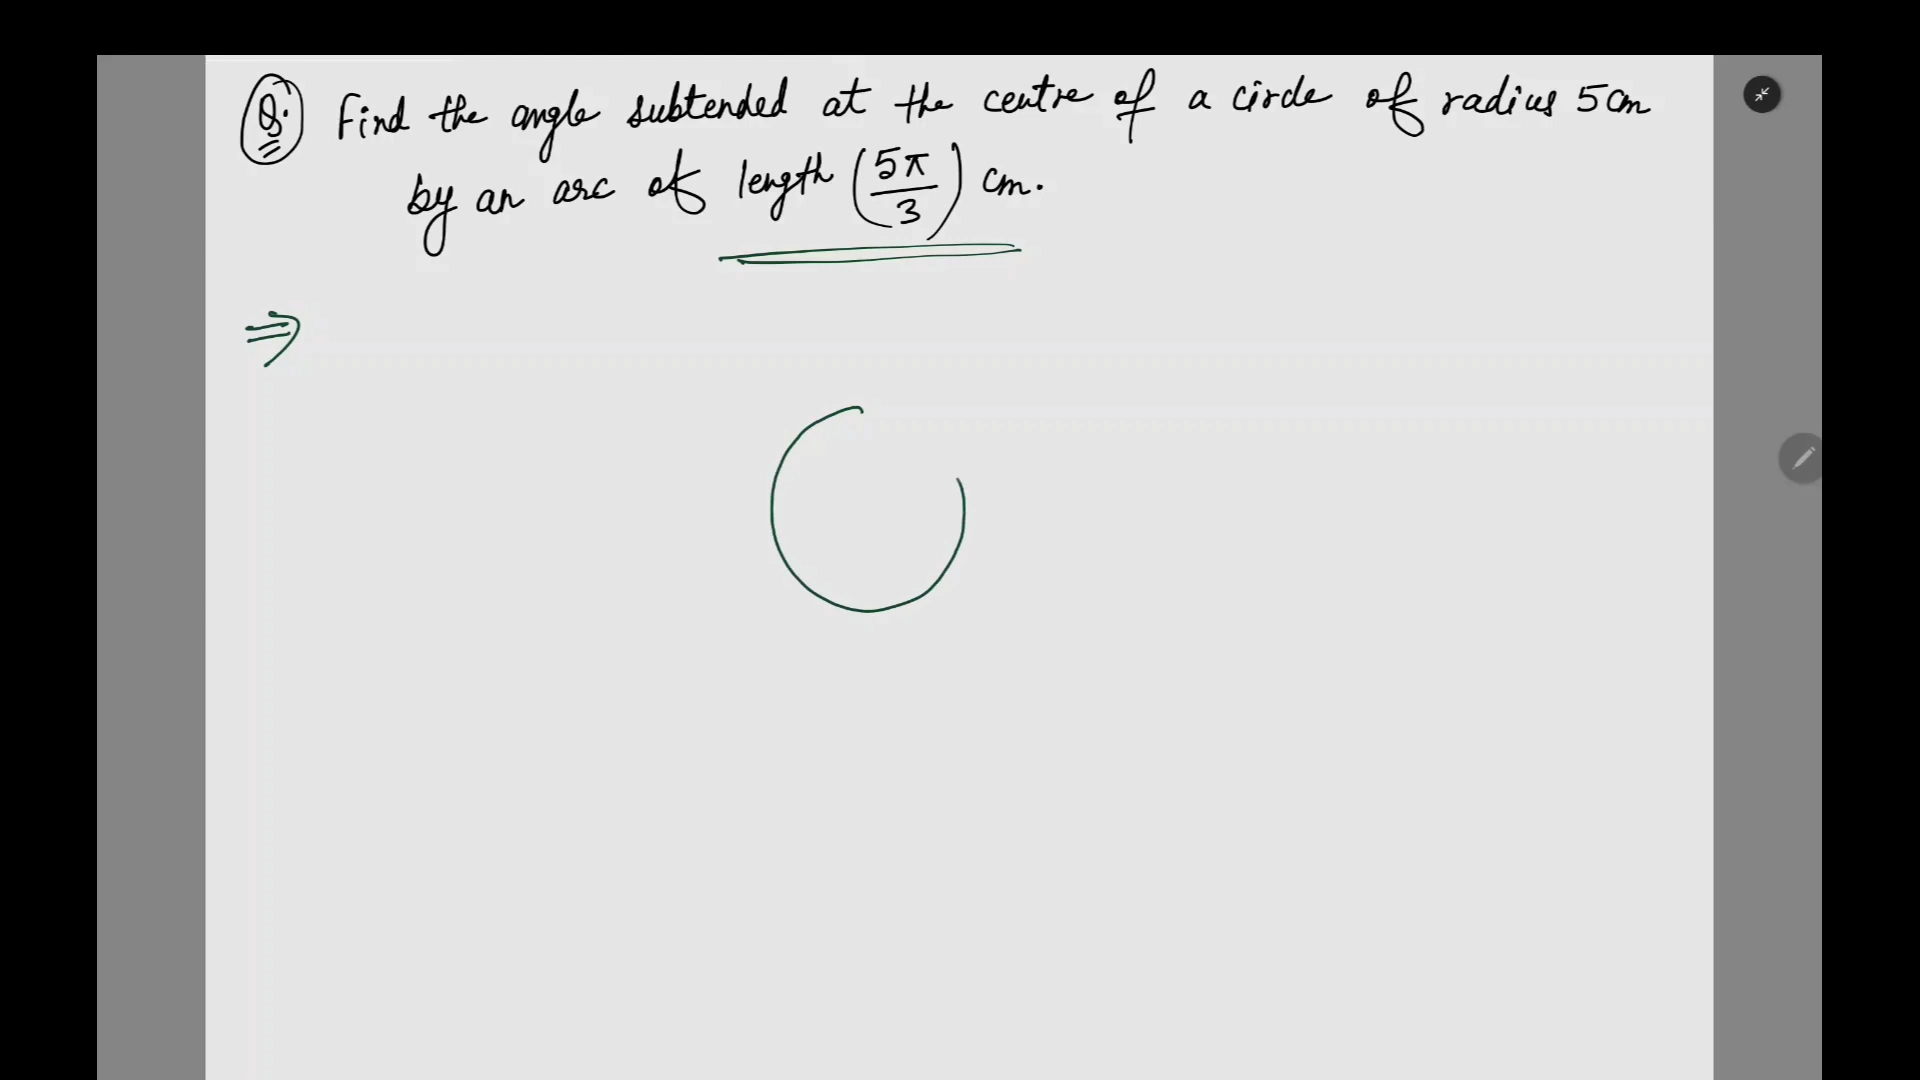 Q. Find the angle subtended at the centre of a circle of radius 5cm
by an arc of length (5π/3) cm.
⇒